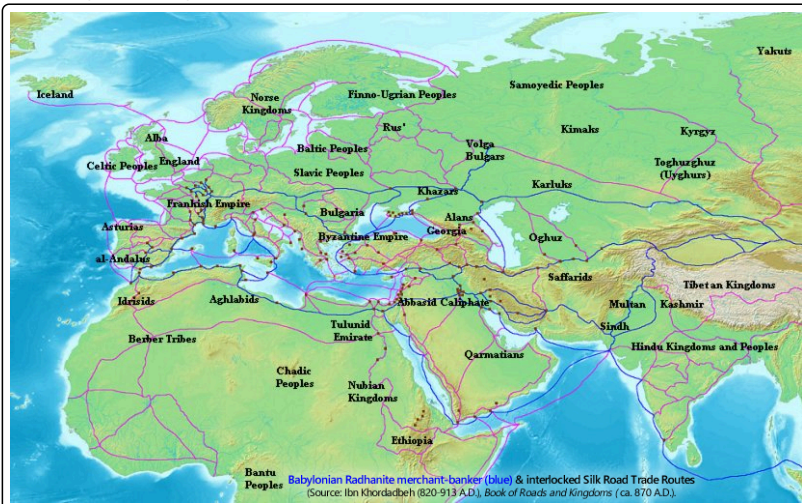 Yakuts
Iceland
Norse
Kingdoms
Finno-Ugrian Peoples
Samoyedic Peoples
Rus'
Kimaks
Kyrgyz
Alba
Baltic Peoples
Volga
Bulgars
Celtic Peoples
England
Slavic Peoples
Toghuzghuz
(Uyghurs)
Khazars
Karluks
Frankish Empire
Bulgaria
Alans
Georgia
Asturias
Byzantine Empire
Oghuz
al-Andalus
Saffarids
Tibetan Kingdoms
Idrisids
Aghlabids
Abbasid Caliphate
Multan
Kashmir
Sindh
Berber Tribes
Tulunid
Emirate
Hindu Kingdoms and Peoples
Qarmatians
Chadic
Peoples
Nubian
Kingdoms
Ethiopia
Bantu
Peoples
Babylonian Radhanite merchant-banker (blue) & interlocked Silk Road Trade Routes
(Source: Ibn Khordadbeh (820-913 A.D.), Book of Roads and Kingdoms ( ca. 870 A.D.).